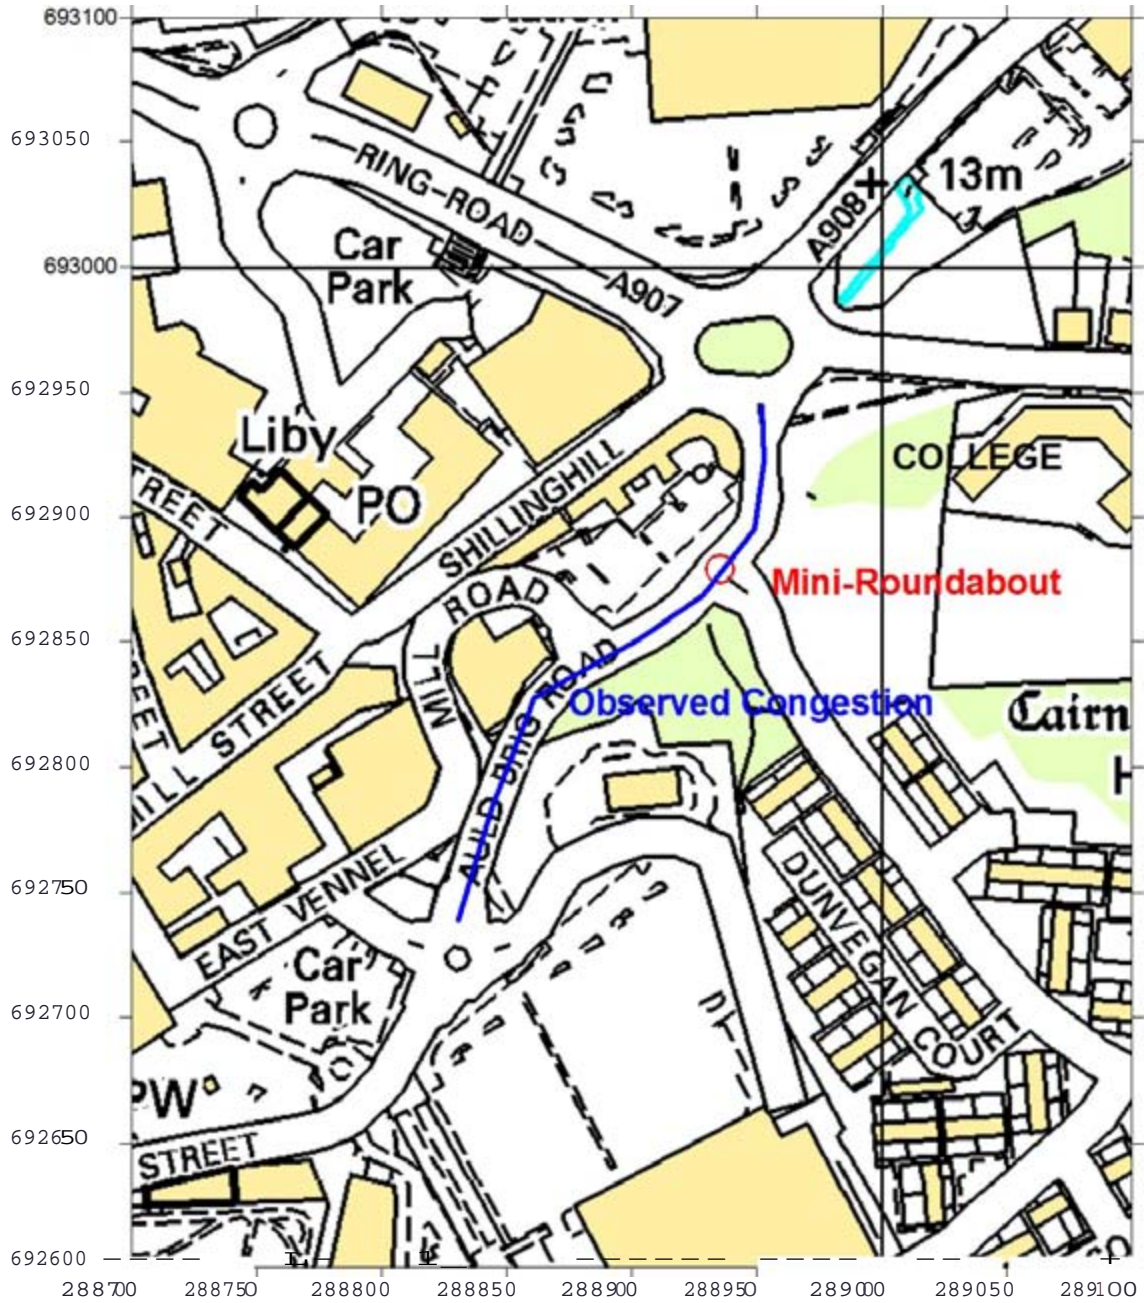 693100
Station
693050
RING-ROAD
A908
13m
Car
Park
693000
A907
692950
Liby
COLLEGE
PO
STREET
SHILLINGHILL
692900
Mini-Roundabout
ROAD
692850
MILL
Observed Congestion
MILL STREET
AULD BRIG ROAD
Cairn
H
692800
692750
EAST VENNEL
DUNVEGAN COURT
Car
Park
692700
PW
692650
STREET
692600
288700 288750 288800 288850 288900 288950 289000 289050 289100